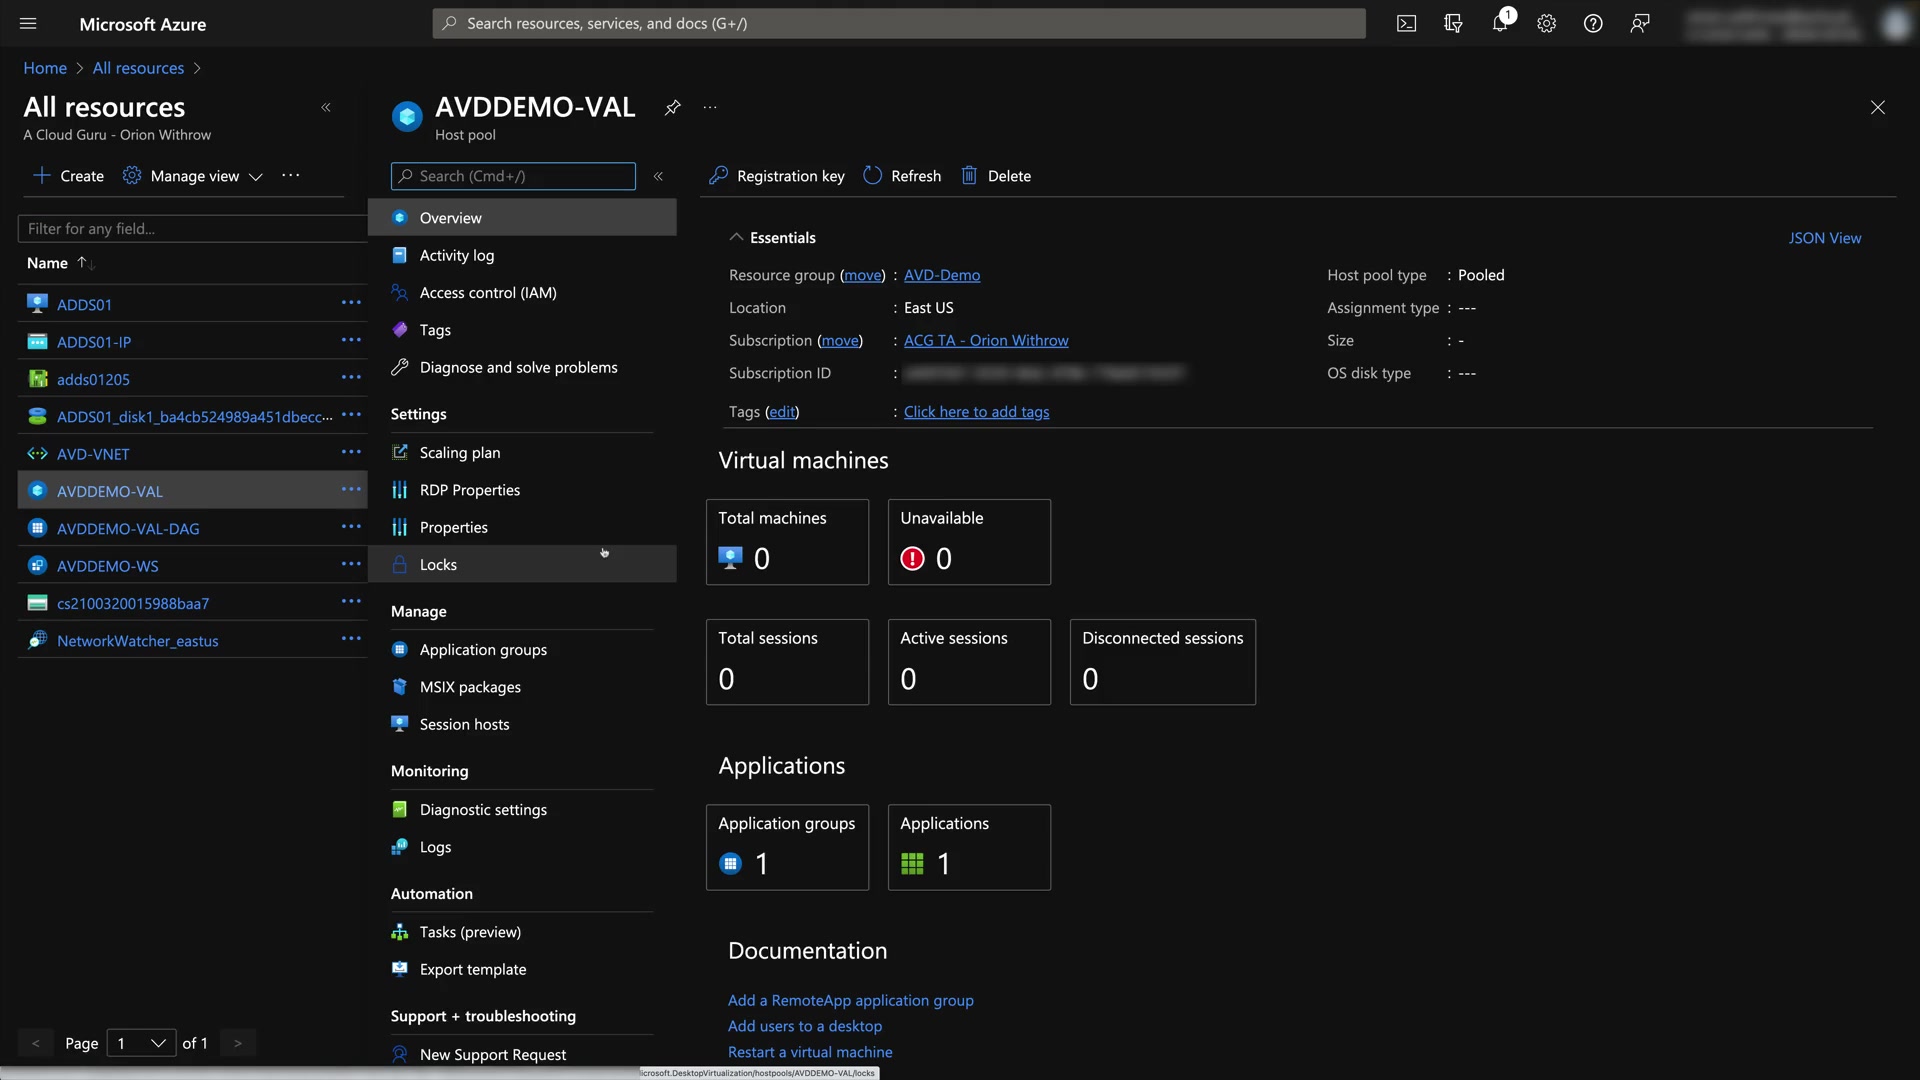 Microsoft Azure
Search resources, services, and docs (G+/)
1
Home > All resources >
All resources
A Cloud Guru - Orion Withrow
Create
Manage view
Filter for any field...
Name
ADDS01
ADDS01-IP
adds01205
ADDS01_disk1_ba4cb524989a451dbecc...
AVD-VNET
AVDDEMO-VAL
AVDDEMO-VAL-DAG
AVDDEMO-WS
cs2100320015988baa7
NetworkWatcher_eastus
< Page 1 of 1 >
AVDDEMO-VAL
Host pool
Search (Cmd+/)
Overview
Activity log
Access control (IAM)
Tags
Diagnose and solve problems
Settings
Scaling plan
RDP Properties
Properties
Locks
Manage
Application groups
MSIX packages
Session hosts
Monitoring
Diagnostic settings
Logs
Automation
Tasks (preview)
Export template
Support + troubleshooting
New Support Request
Registration key
Refresh
Delete
Essentials
JSON View
Resource group (move) : AVD-Demo
Location : East US
Subscription (move) : ACG TA - Orion Withrow
Subscription ID :
Tags (edit) : Click here to add tags
Host pool type : Pooled
Assignment type : ---
Size : -
OS disk type : ---
Virtual machines
Total machines
0
Unavailable
0
Total sessions
0
Active sessions
0
Disconnected sessions
0
Applications
Application groups
1
Applications
1
Documentation
Add a RemoteApp application group
Add users to a desktop
Restart a virtual machine
icrosoft.DesktopVirtualization/hostpools/AVDDEMO-VAL/locks